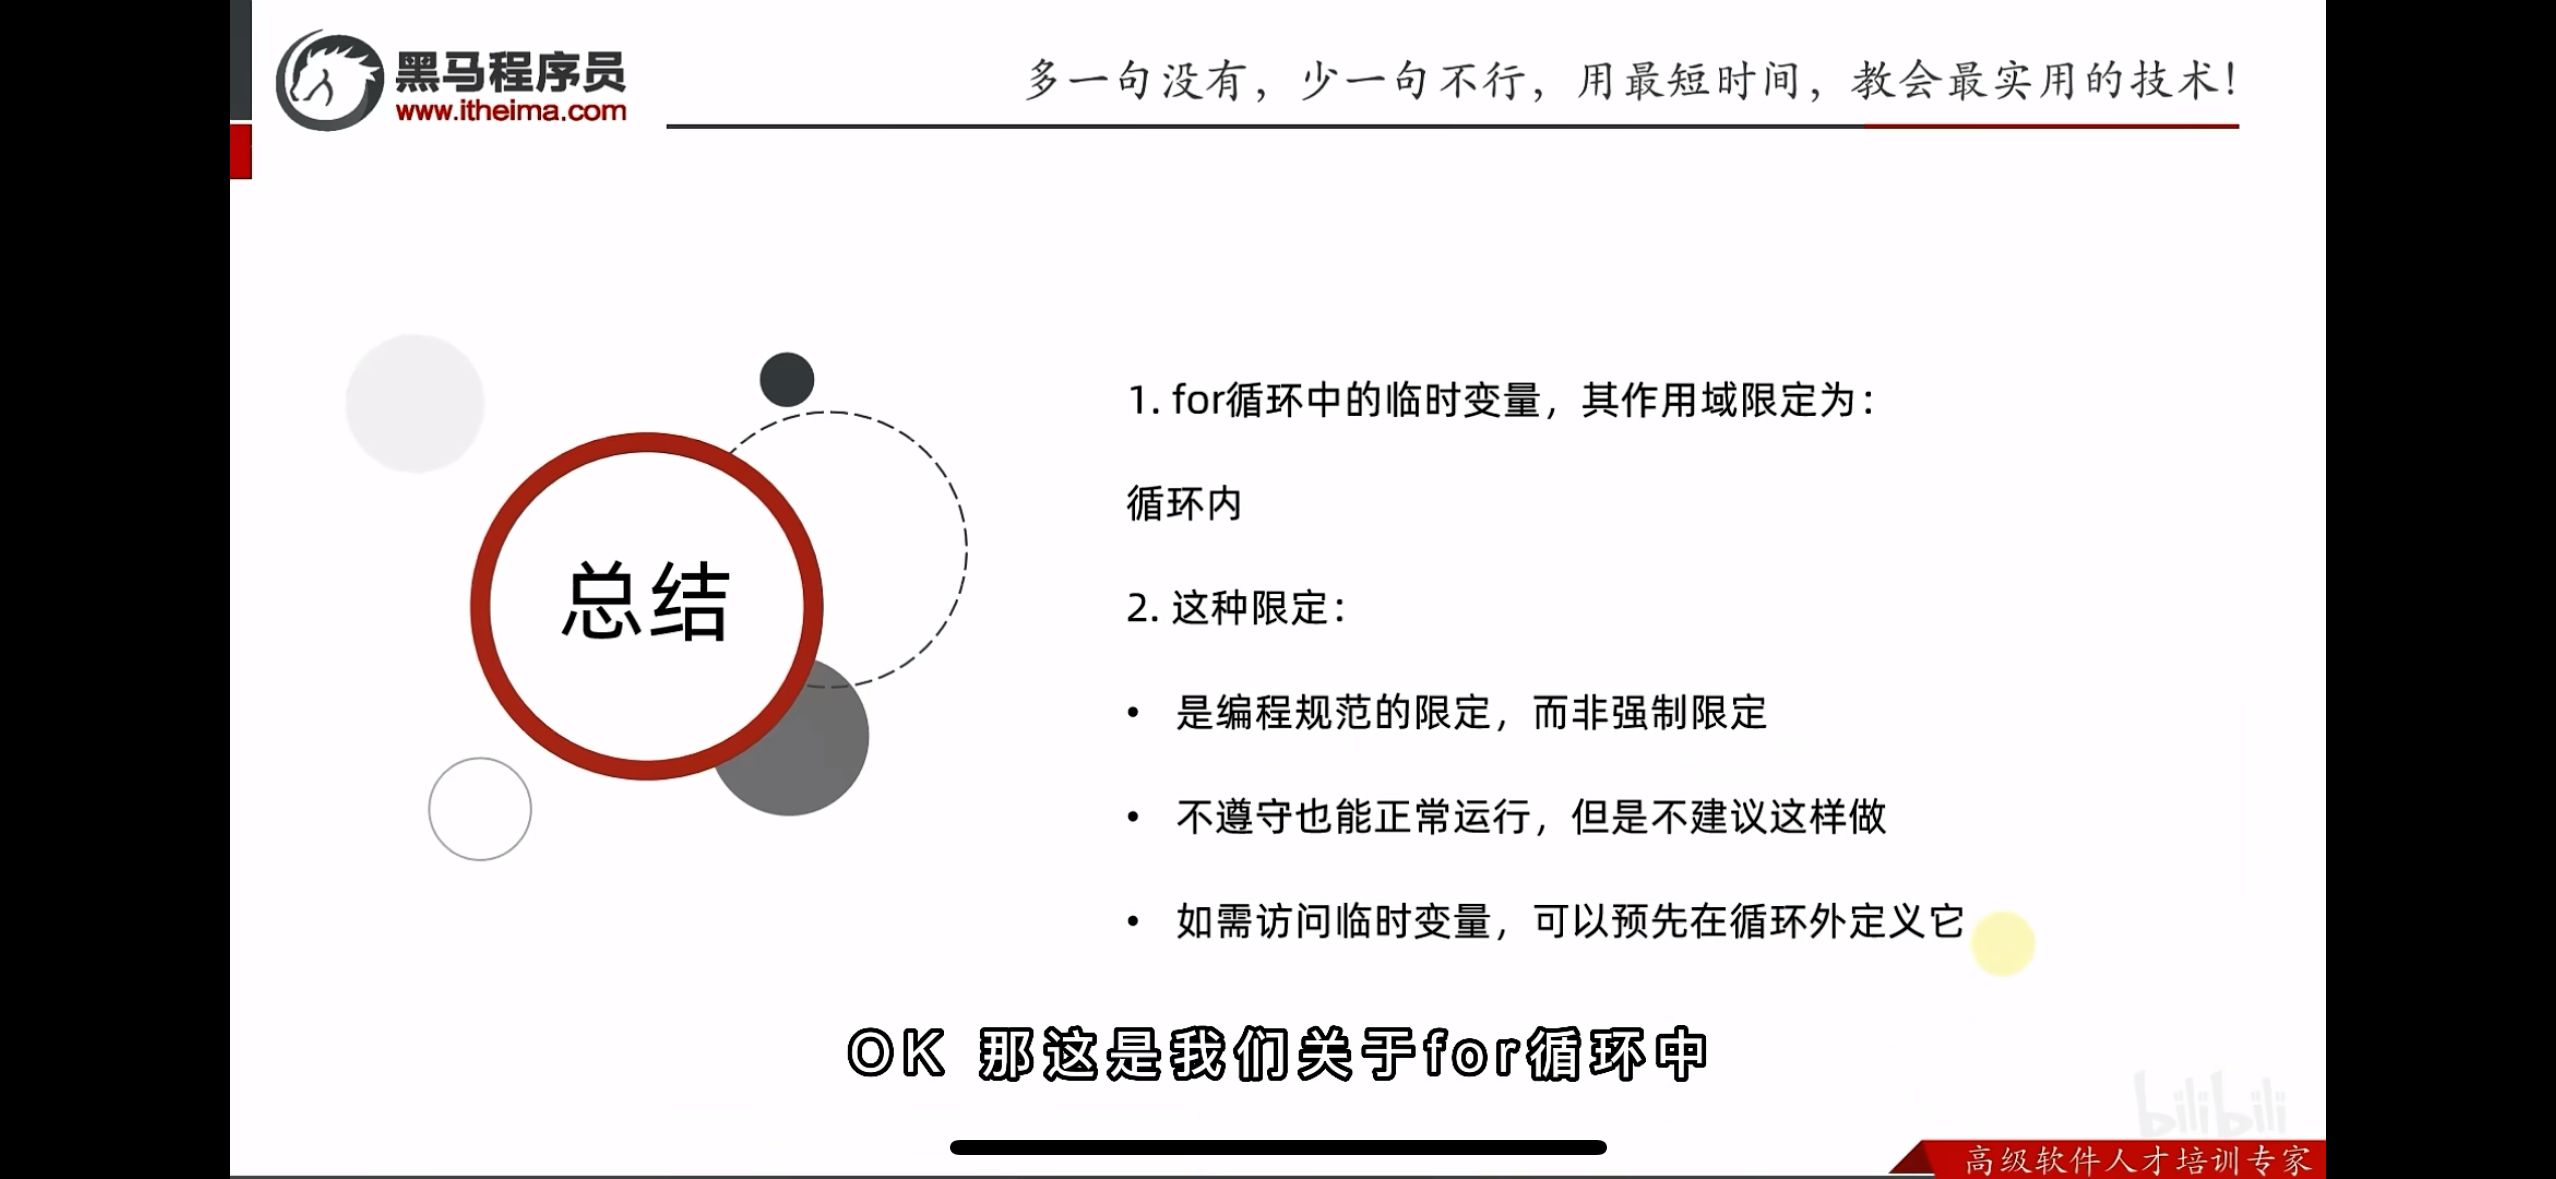 黑马程序员
www.itheima.com
多一句没有，少一句不行，用最短时间，教会最实用的技术！
总结
1. for循环中的临时变量，其作用域限定为：
循环内
2. 这种限定：
• 是编程规范的限定，而非强制限定
• 不遵守也能正常运行，但是不建议这样做
• 如需访问临时变量，可以预先在循环外定义它
OK 那这是我们关于for循环中
bilibili
高级软件人才培训专家